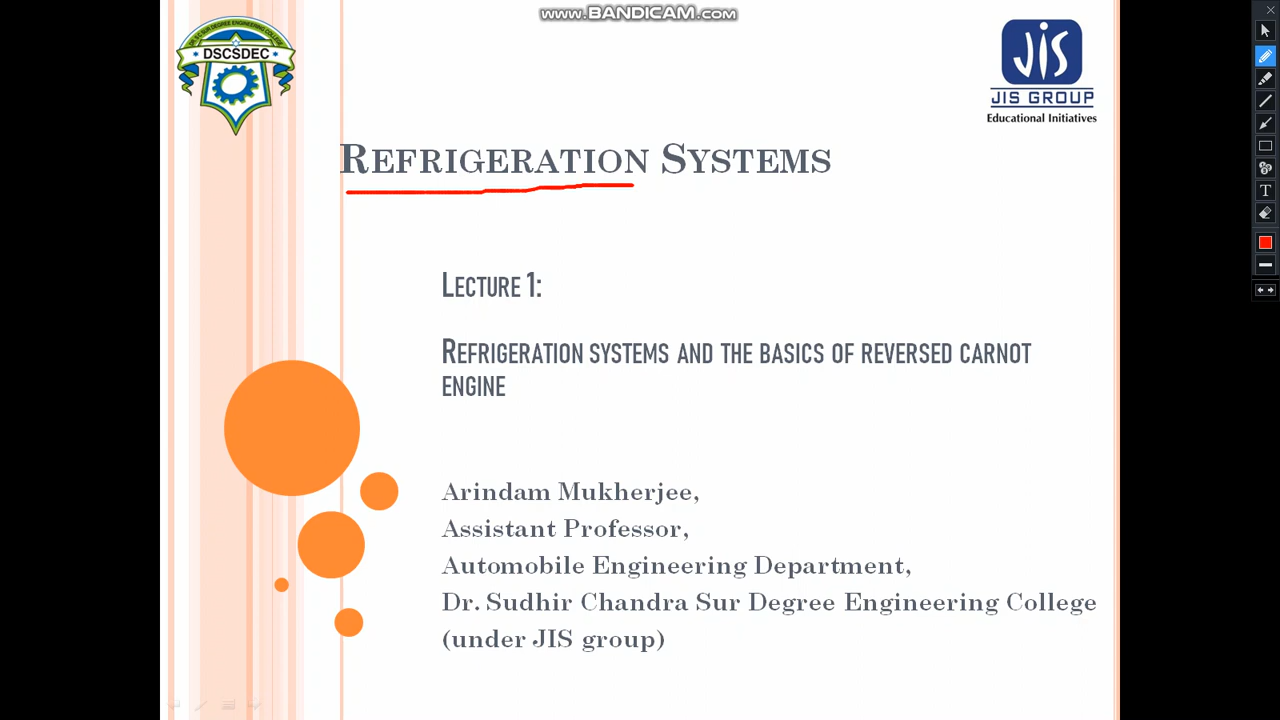 www.BANDICAM.com
DSCSDEC
JIS
JIS GROUP
Educational Initiatives
REFRIGERATION SYSTEMS
LECTURE 1:
REFRIGERATION SYSTEMS AND THE BASICS OF REVERSED CARNOT
ENGINE
Arindam Mukherjee,
Assistant Professor,
Automobile Engineering Department,
Dr. Sudhir Chandra Sur Degree Engineering College
(under JIS group)